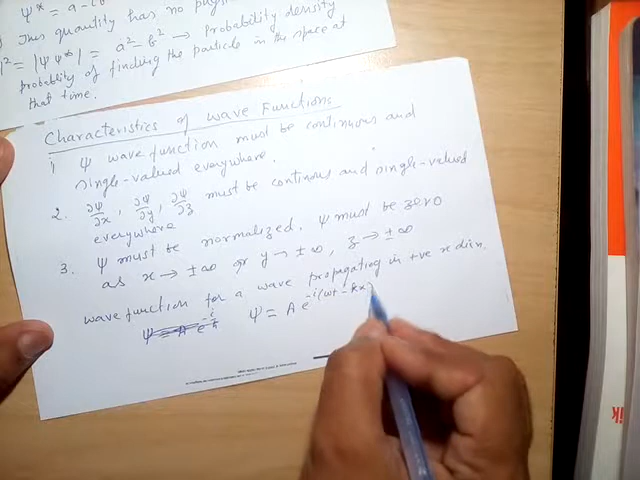 Ψ* = a - i
This quantity has no phys
|² = |ΨΨ*| = a² = b² → Probability density
probability of finding the particle in the space at
that time.
Characteristics of wave Functions
1 Ψ wave function must be continuous and
single-valued everywhere.
2. ∂Ψ/∂x, ∂Ψ/∂y, ∂Ψ/∂z must be continous and single-valued
everywhere
3. Ψ must be normalized. Ψ must be zero
as x → ±∞ or y → ±∞, z → ±∞
wave function for a wave propagating in +ve x dirn.
Ψ = A e^-i/ħ Ψ = A e^-i(ωt - kx)
ik